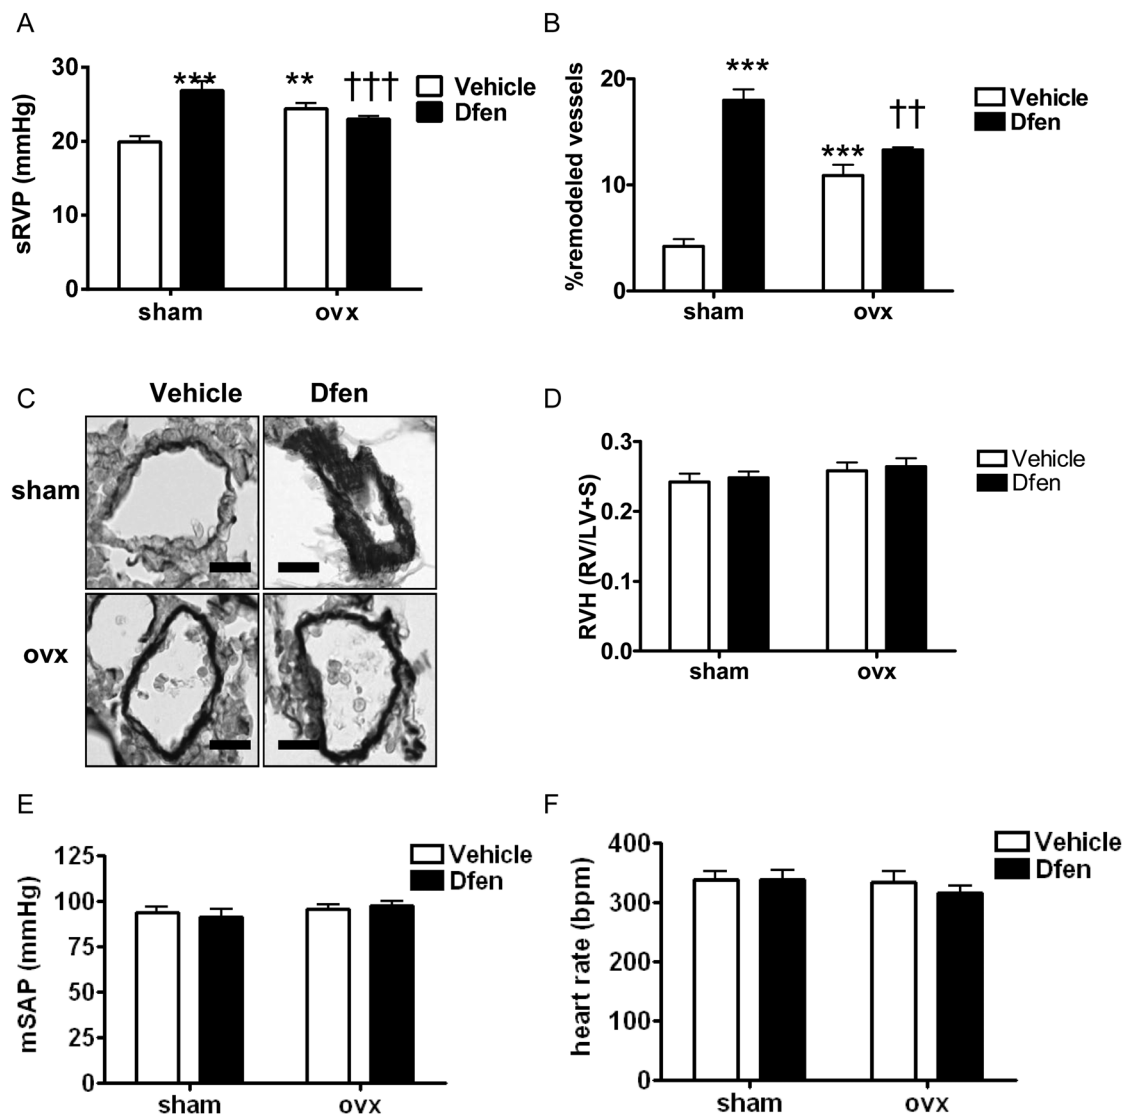 A
sRVP (mmHg)
30
20
10
0
***
**
†††
Vehicle
Dfen
sham
ovx
B
%remodeled vessels
20
10
0
***
***
††
Vehicle
Dfen
sham
ovx
C
Vehicle
Dfen
sham
ovx
D
RVH (RV/LV+S)
0.3
0.2
0.1
0.0
Vehicle
Dfen
sham
ovx
E
mSAP (mmHg)
125
100
75
50
25
0
Vehicle
Dfen
sham
ovx
F
heart rate (bpm)
400
300
200
100
0
Vehicle
Dfen
sham
ovx